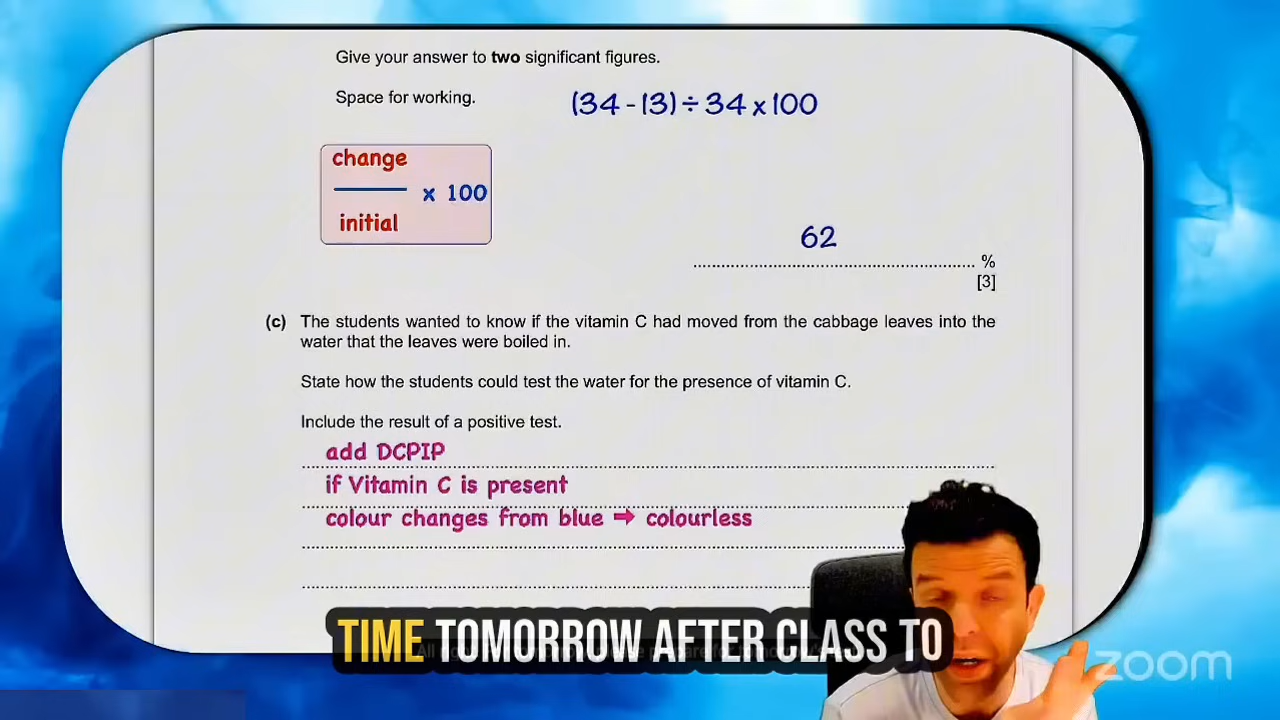 Give your answer to two significant figures.
Space for working.
(34 - 13) ÷ 34 x 100
change
x 100
initial
62
%
[3]
(c) The students wanted to know if the vitamin C had moved from the cabbage leaves into the
water that the leaves were boiled in.
State how the students could test the water for the presence of vitamin C.
Include the result of a positive test.
add DCPIP
if Vitamin C is present
colour changes from blue ➡ colourless
TIME TOMORROW AFTER CLASS TO
zoom